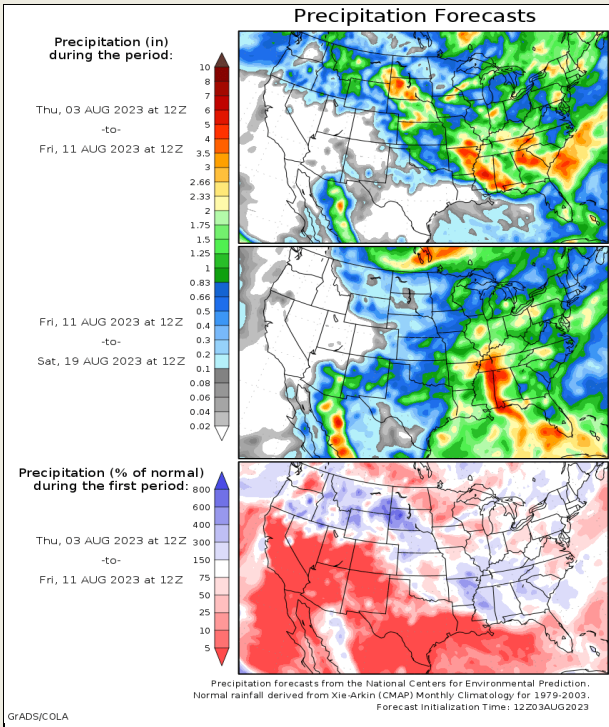 Precipitation Forecasts
Precipitation (in)
during the period:
Thu, 03 AUG 2023 at 12Z
-to-
Fri, 11 AUG 2023 at 12Z
10
8
7
6
5
4
3.5
3
2.66
2.33
2
1.75
1.5
1.25
1
0.83
0.66
0.5
0.4
0.3
0.2
0.1
0.08
0.06
0.04
0.02
Fri, 11 AUG 2023 at 12Z
-to-
Sat, 19 AUG 2023 at 12Z
Precipitation (% of normal)
during the first period:
Thu, 03 AUG 2023 at 12Z
-to-
Fri, 11 AUG 2023 at 12Z
800
600
400
300
150
75
50
25
10
5
Precipitation forecasts from the National Centers for Environmental Prediction.
Normal rainfall derived from Xie-Arkin (CMAP) Monthly Climatology for 1979-2003.
Forecast Initialization Time: 12Z03AUG2023
GrADS/COLA